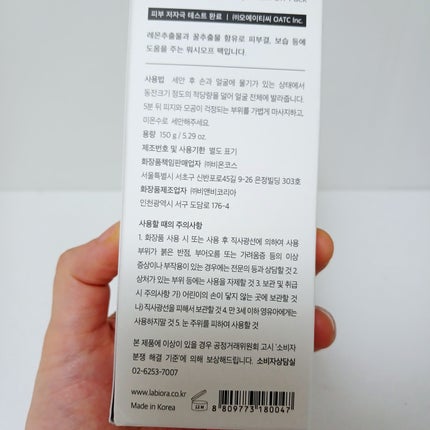 Pack
피부 저자극 테스트 완료 | ㈜오에이티씨 OATC Inc.
레몬추출물과 꿀추출물 함유로 피부결, 보습 등에
도움을 주는 워시오프 팩입니다.
사용법 세안 후 손과 얼굴에 물기가 있는 상태에서
동전크기 정도의 적당량을 덜어 얼굴 전체에 발라줍니다.
5분 뒤 피지와 모공이 걱정되는 부위를 가볍게 마사지하고,
미온수로 세안해주세요.
용량 150 g / 5.29 oz.
제조번호 및 사용기한 별도 표기
화장품책임판매업자 ㈜비온코스
서울특별시 서초구 신반포로45길 9-26 은정빌딩 303호
화장품제조업자 ㈜비앤비코리아
인천광역시 서구 도담로 176-4
사용할 때의 주의사항
1. 화장품 사용 시 또는 사용 후 직사광선에 의하여 사용
부위가 붉은 반점, 부어오름 또는 가려움증 등의 이상
증상이나 부작용이 있는 경우에는 전문의 등과 상담할 것 2.
상처가 있는 부위 등에는 사용을 자제할 것 3. 보관 및 취급
시 주의사항 가) 어린이의 손이 닿지 않는 곳에 보관할 것
나) 직사광선을 피해서 보관할 것 4. 만 3세 이하 영유아에게는
사용하지말 것 5. 눈 주위를 피하여 사용할 것
본 제품에 이상이 있을 경우 공정거래위원회 고시 '소비자
분쟁 해결 기준'에 의해 보상해드립니다. 소비자상담실
02-6253-7007
www.labiora.co.kr
Made in Korea
12M
8 809773 180047